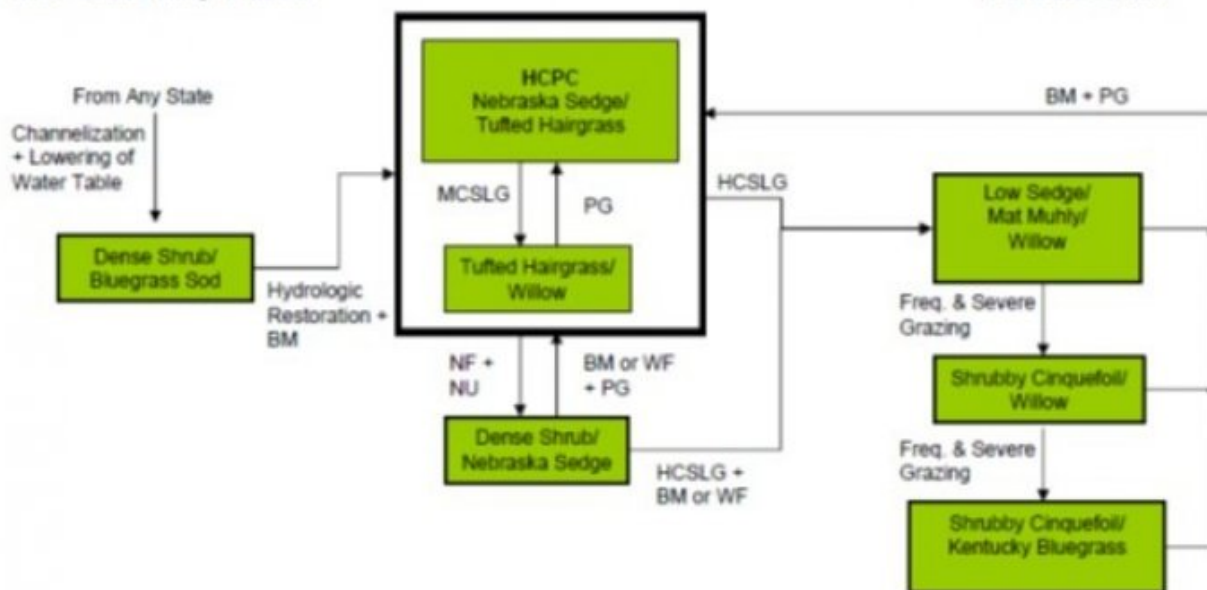 HCPC
Nebraska Sedge/
Tufted Hairgrass
From Any State
Channelization
+ Lowering of
Water Table
BM + PG
MCSLG
PG
HCSLG
Low Sedge/
Mat Muhly/
Willow
Dense Shrub/
Bluegrass Sod
Tufted Hairgrass/
Willow
Hydrologic
Restoration +
BM
Freq. & Severe
Grazing
NF +
NU
BM or WF
+ PG
Shrubby Cinquefoil/
Willow
Dense Shrub/
Nebraska Sedge
HCSLG +
BM or WF
Freq. & Severe
Grazing
Shrubby Cinquefoil/
Kentucky Bluegrass